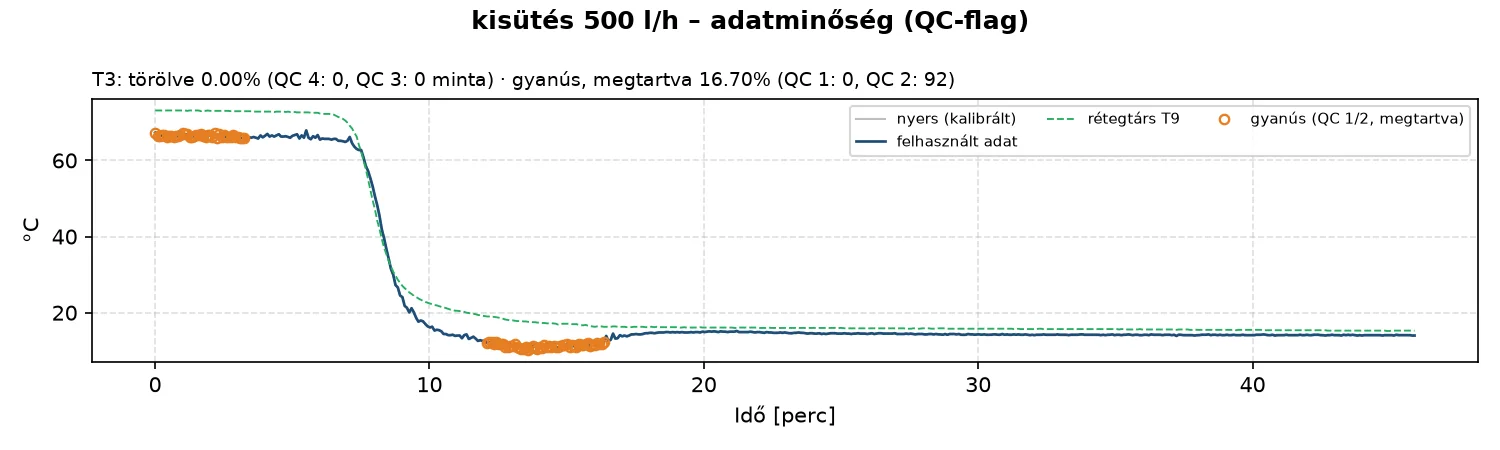 kisütés 500 l/h – adatminőség (QC-flag)
T3: törölve 0.00% (QC 4: 0, QC 3: 0 minta) · gyanús, megtartva 16.70% (QC 1: 0, QC 2: 92)
nyers (kalibrált)
felhasznált adat
rétegtárs T9
gyanús (QC 1/2, megtartva)
°C
60
40
20
0 10 20 30 40
Idő [perc]